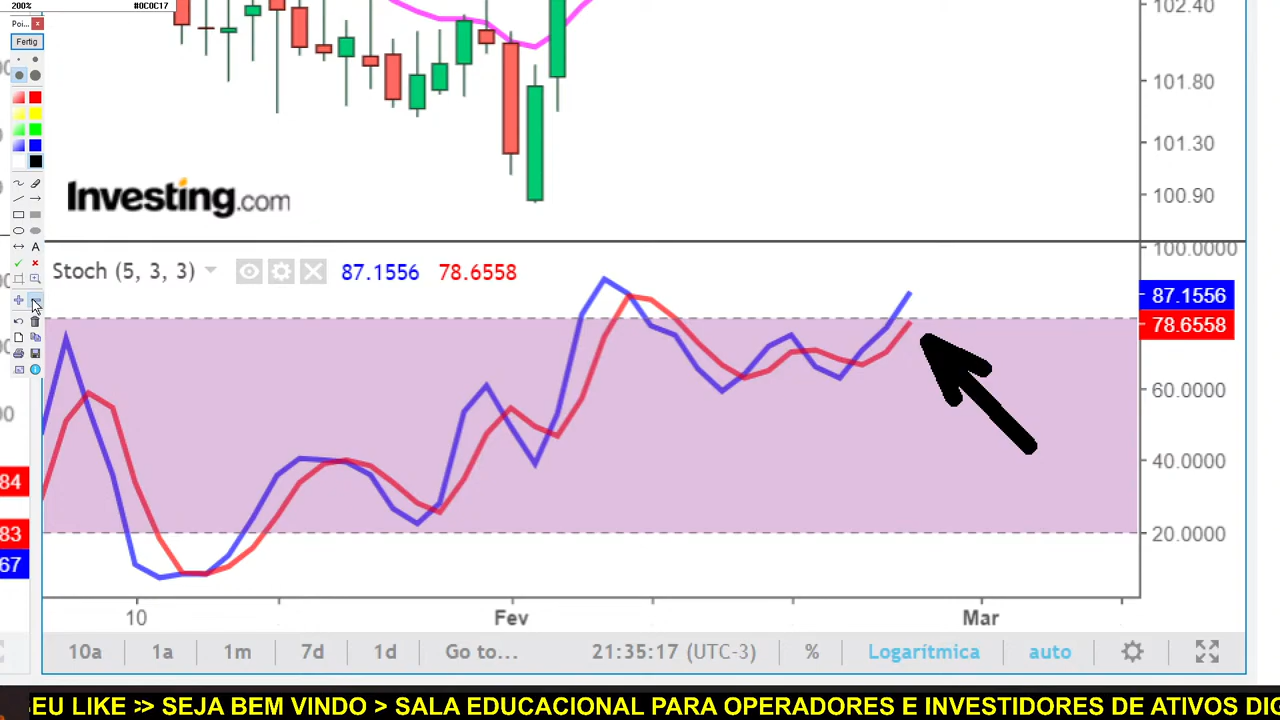 200%
#0C0C17
Poi...
Fertig
A
102.40
101.80
101.30
100.90
Investing.com
100.0000
Stoch (5, 3, 3)
87.1556
78.6558
87.1556
78.6558
60.0000
40.0000
20.0000
84
83
67
10
Fev
Mar
10a
1a
1m
7d
1d
Go to...
21:35:17 (UTC-3)
%
Logarítmica
auto
EU LIKE >> SEJA BEM VINDO > SALA EDUCACIONAL PARA OPERADORES E INVESTIDORES DE ATIVOS DIG